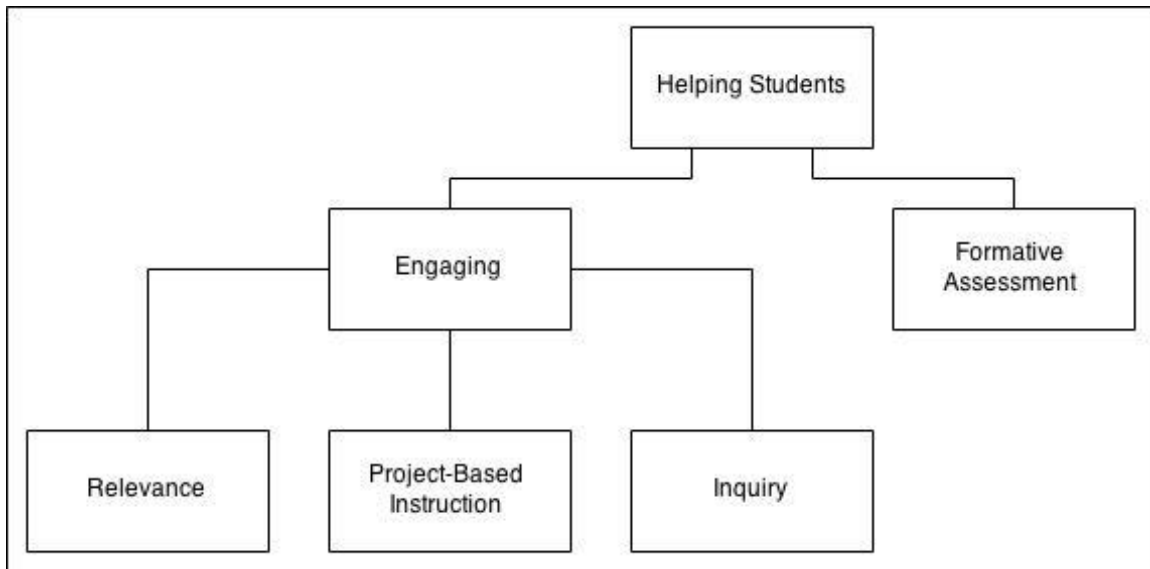 Helping Students
Engaging
Formative
Assessment
Relevance
Project-Based
Instruction
Inquiry